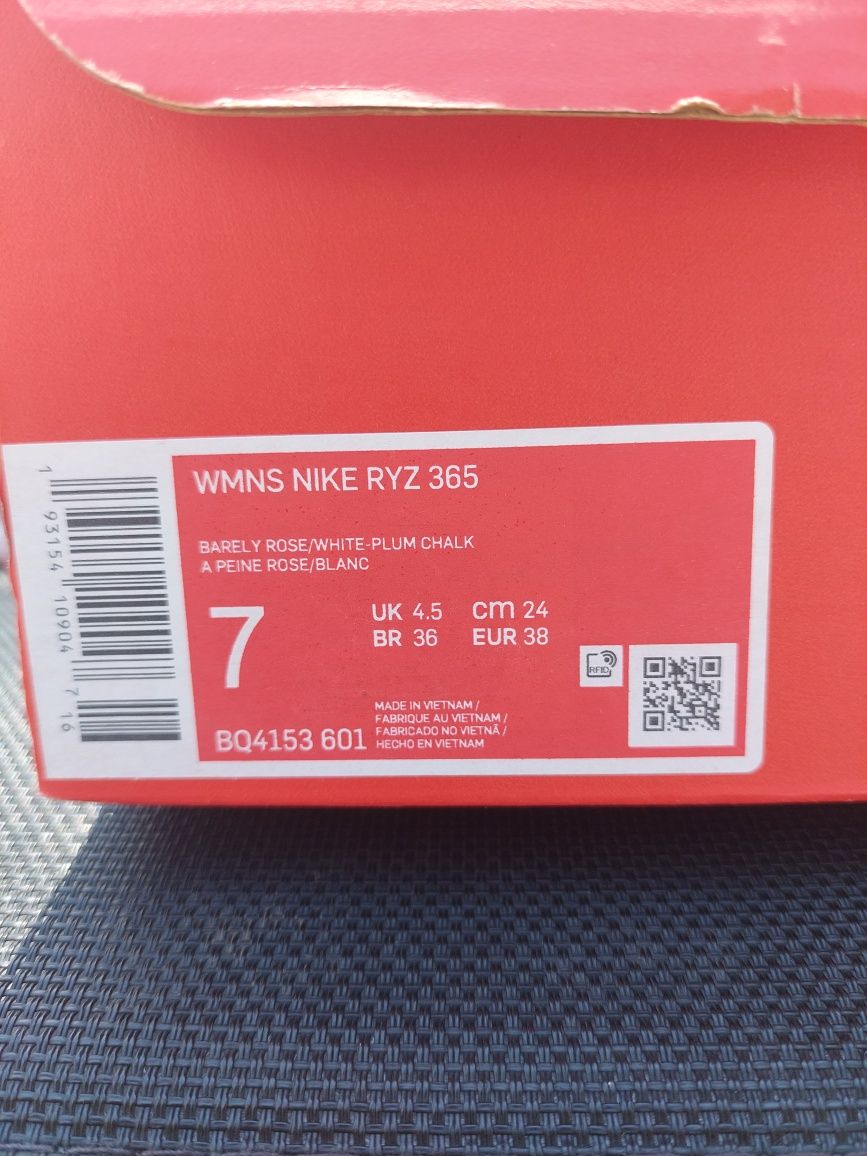 WMNS NIKE RYZ 365
BARELY ROSE/WHITE-PLUM CHALK
A PEINE ROSE/BLANC
7
UK 4.5 cm 24
BR 36 EUR 38
RFID
MADE IN VIETNAM /
FABRIQUE AU VIETNAM /
FABRICADO NO VIETNÃ /
HECHO EN VIETNAM
BQ4153 601
1 93154 10904 7 16